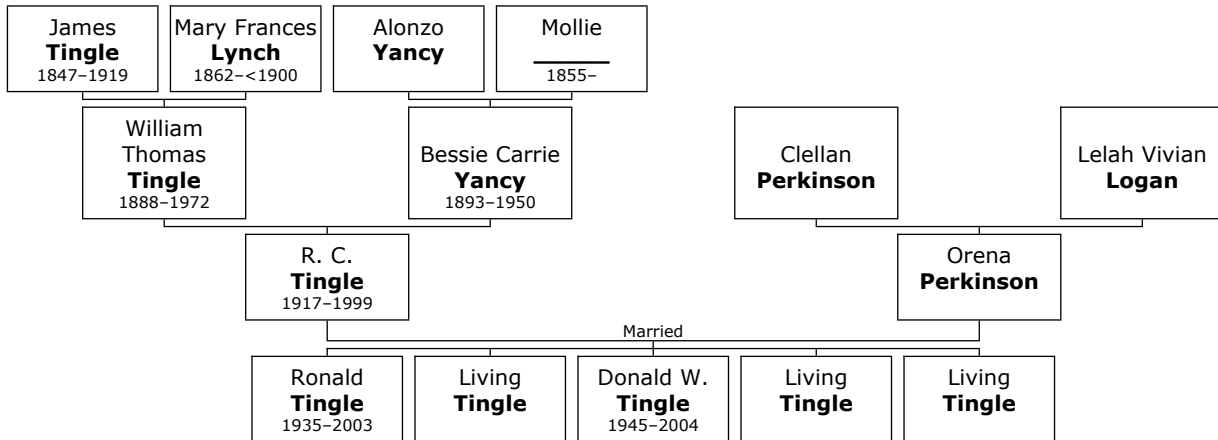 James
Tingle
1847–1919
Mary Frances
Lynch
1862–<1900
Alonzo
Yancy
Mollie
______
1855–
William
Thomas
Tingle
1888–1972
Bessie Carrie
Yancy
1893–1950
Clellan
Perkinson
Lelah Vivian
Logan
R. C.
Tingle
1917–1999
Orena
Perkinson
Married
Ronald
Tingle
1935–2003
Living
Tingle
Donald W.
Tingle
1945–2004
Living
Tingle
Living
Tingle